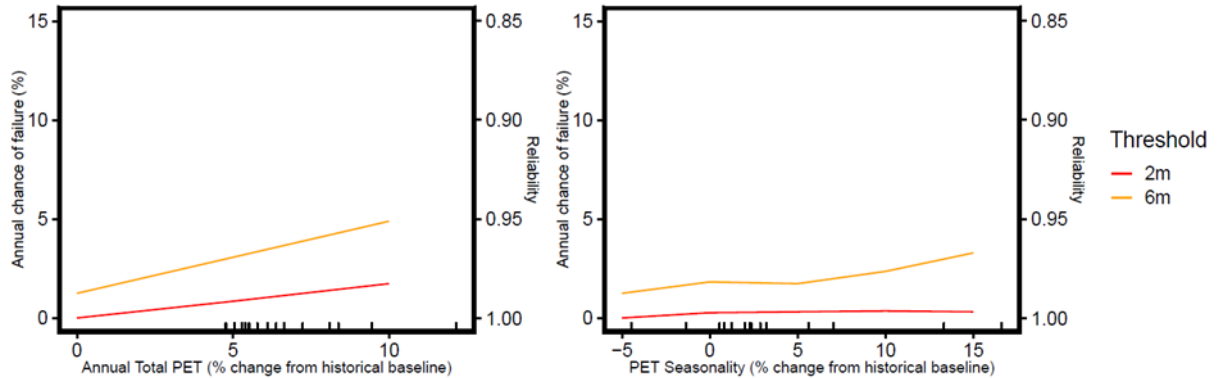 15
10
5
0
Annual chance of failure (%)
0.85
0.90
0.95
1.00
Reliability
0
5
10
Annual Total PET (% change from historical baseline)
15
10
5
0
Annual chance of failure (%)
0.85
0.90
0.95
1.00
Reliability
−5
0
5
10
15
PET Seasonality (% change from historical baseline)
Threshold
2m
6m